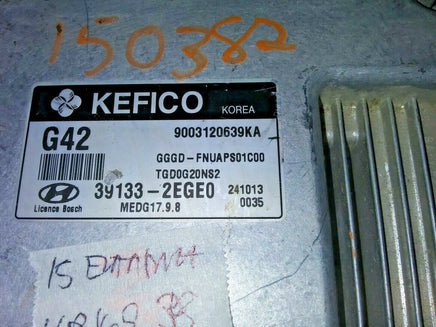 150382
KEFICO KOREA
G42 9003120639KA
GGGD-FNUAPS01C00
TGD0G20NS2
39133-2EGE0 241013
Licence Bosch MEDG17.9.8 0035
15